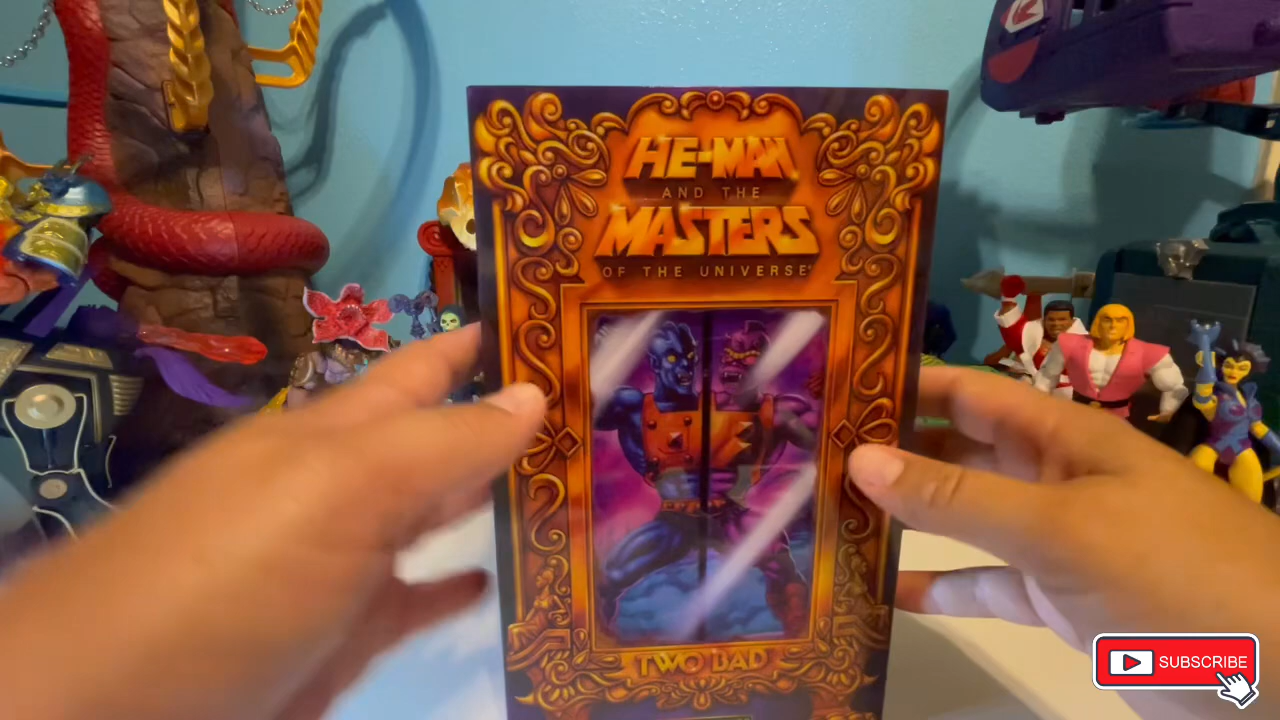 HE-MAN
AND THE
MASTERS
OF THE UNIVERSE
TWO BAD
SUBSCRIBE